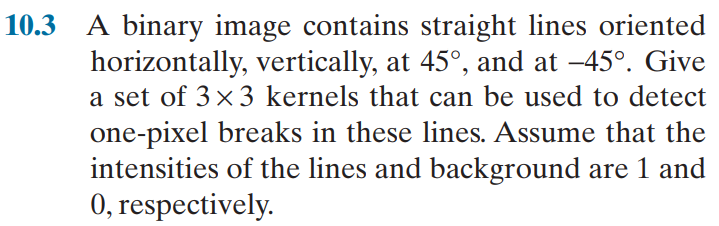 10.3 A binary image contains straight lines oriented
horizontally, vertically, at 45°, and at –45°. Give
a set of 3 × 3 kernels that can be used to detect
one-pixel breaks in these lines. Assume that the
intensities of the lines and background are 1 and
0, respectively.